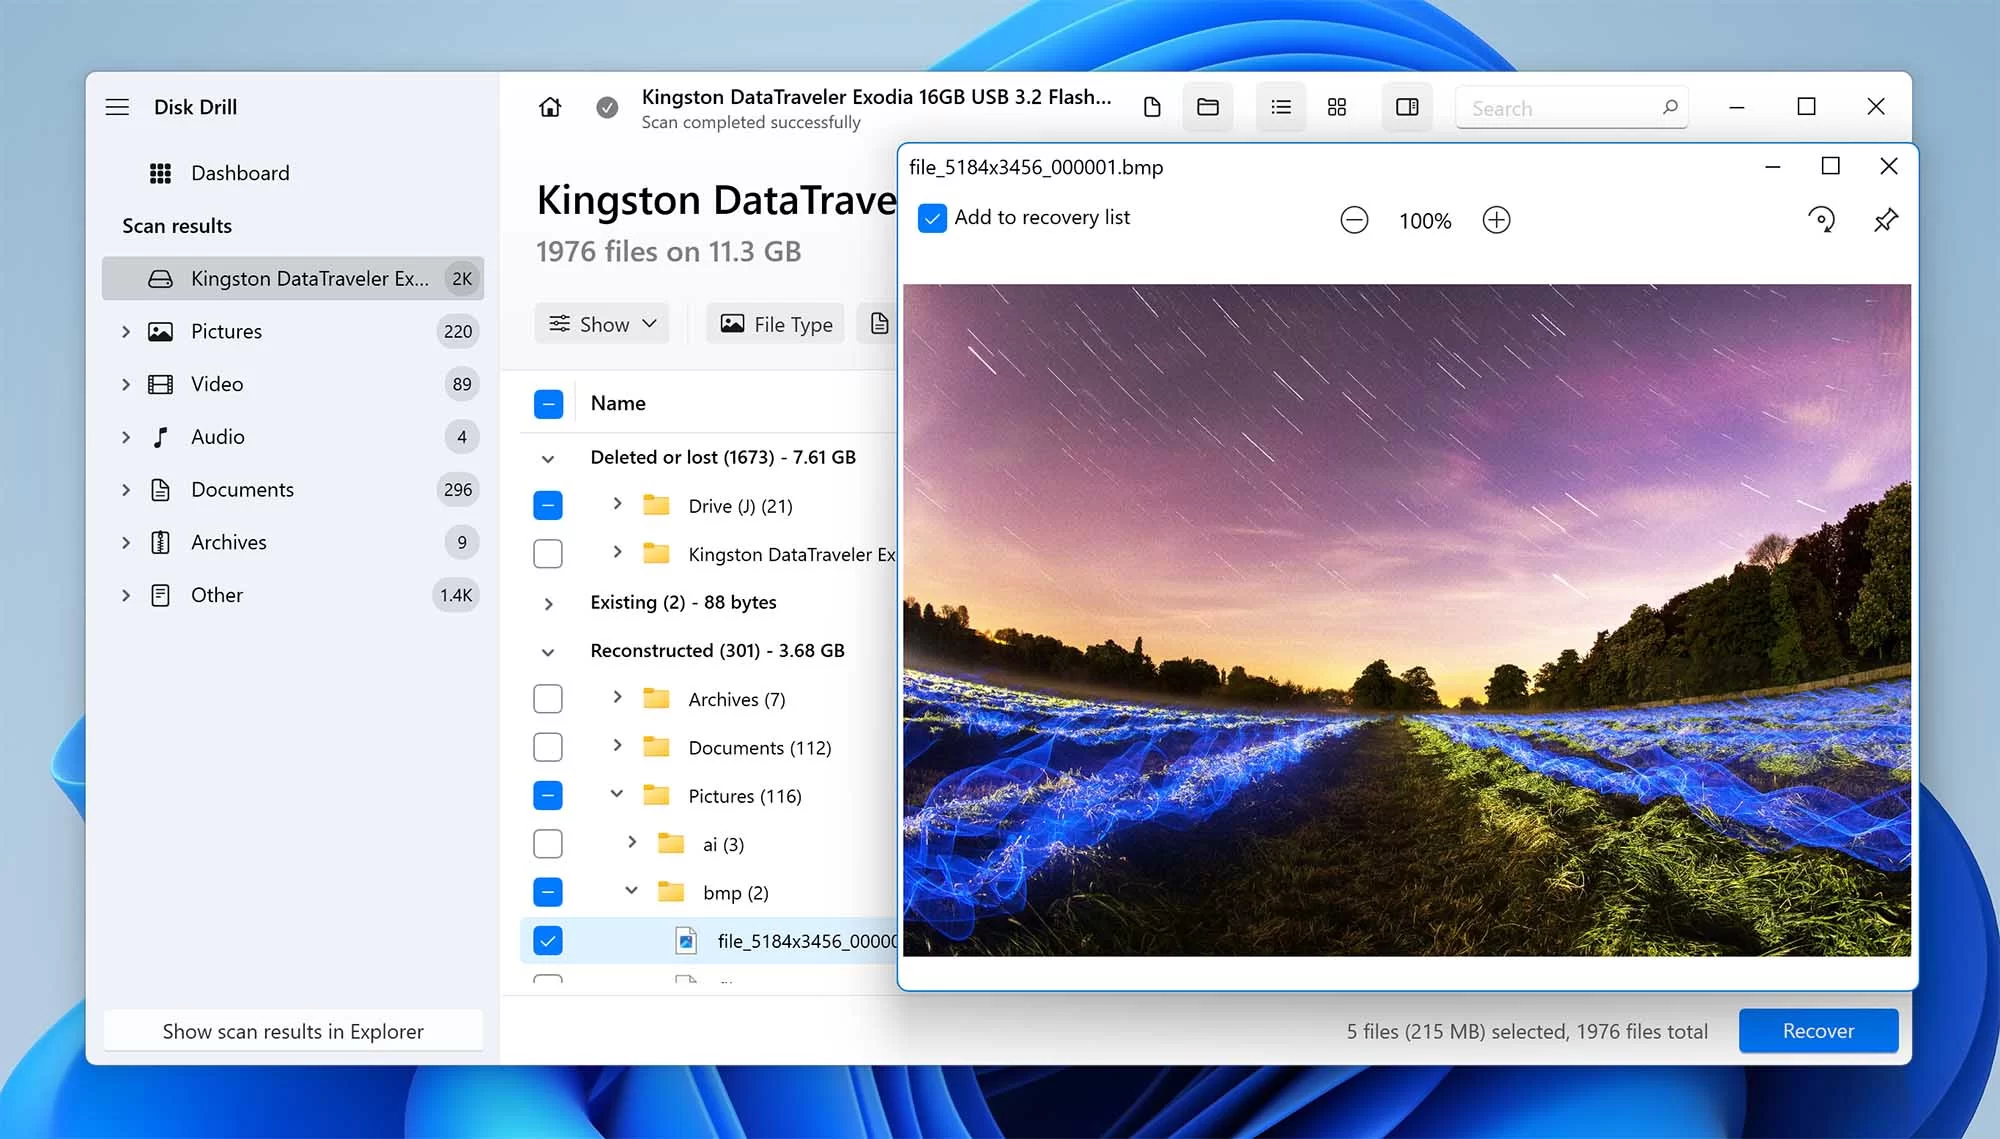 Disk Drill
Dashboard
Scan results
Kingston DataTraveler Ex... 2K
Pictures 220
Video 89
Audio 4
Documents 296
Archives 9
Other 1.4K
Show scan results in Explorer
Kingston DataTraveler Exodia 16GB USB 3.2 Flash...
Scan completed successfully
Search
Kingston DataTrave
1976 files on 11.3 GB
Show
File Type
Name
Deleted or lost (1673) - 7.61 GB
Drive (J) (21)
Kingston DataTraveler Ex
Existing (2) - 88 bytes
Reconstructed (301) - 3.68 GB
Archives (7)
Documents (112)
Pictures (116)
ai (3)
bmp (2)
file_5184x3456_00000
file_5184x3456_000001.bmp
Add to recovery list
100%
5 files (215 MB) selected, 1976 files total
Recover